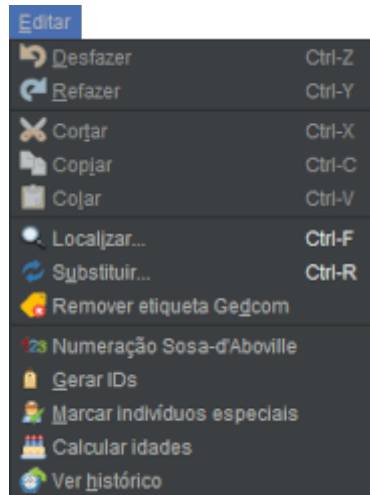 Editar
Desfazer Ctrl-Z
Refazer Ctrl-Y
Cortar Ctrl-X
Copiar Ctrl-C
Colar Ctrl-V
Localizar... Ctrl-F
Substituir... Ctrl-R
Remover etiqueta Gedcom
123 Numeração Sosa-d'Aboville
Gerar IDs
Marcar indivíduos especiais
Calcular idades
Ver histórico